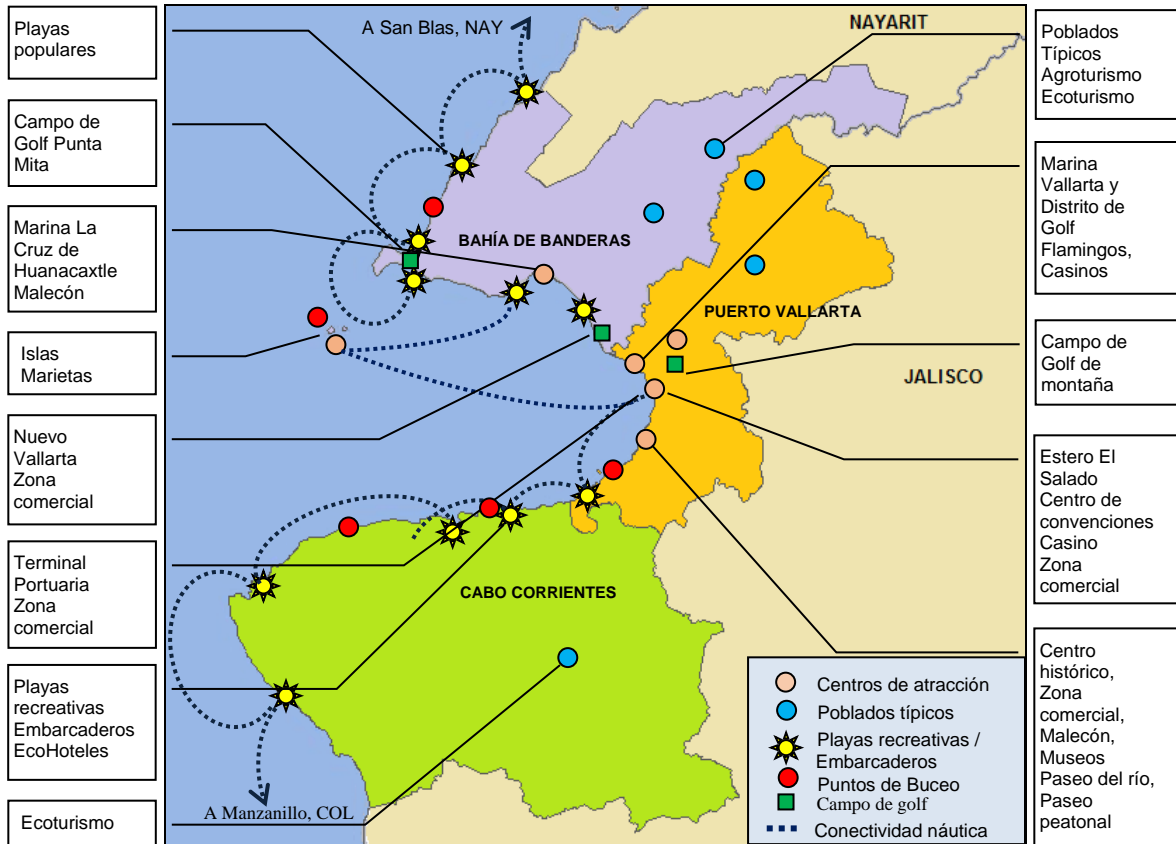 Playas
populares
Campo de
Golf Punta
Mita
Marina La
Cruz de
Huanacaxtle
Malecón
Islas
Marietas
Nuevo
Vallarta
Zona
comercial
Terminal
Portuaria
Zona
comercial
Playas
recreativas
Embarcaderos
EcoHoteles
Ecoturismo
A San Blas, NAY
NAYARIT
BAHÍA DE BANDERAS
PUERTO VALLARTA
JALISCO
CABO CORRIENTES
A Manzanillo, COL
Centros de atracción
Poblados típicos
Playas recreativas /
Embarcaderos
Puntos de Buceo
Campo de golf
Conectividad náutica
Poblados
Típicos
Agroturismo
Ecoturismo
Marina
Vallarta y
Distrito de
Golf
Flamingos,
Casinos
Campo de
Golf de
montaña
Estero El
Salado
Centro de
convenciones
Casino
Zona
comercial
Centro
histórico,
Zona
comercial,
Malecón,
Museos
Paseo del río,
Paseo
peatonal